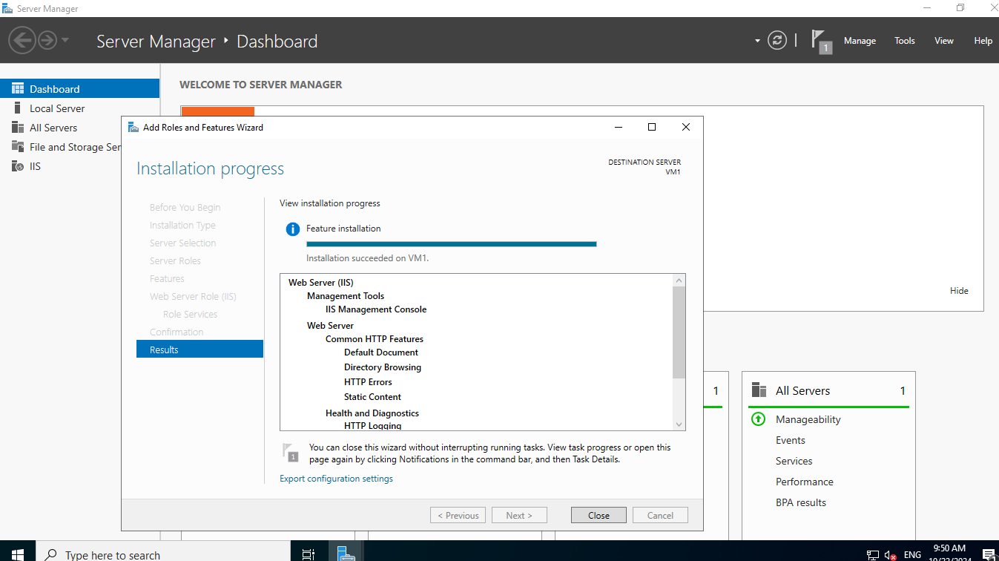 Server Manager
Server Manager
Dashboard
1
Manage
Tools
View
Help
Dashboard
Local Server
All Servers
File and Storage Ser
IIS
WELCOME TO SERVER MANAGER
Hide
Add Roles and Features Wizard
Installation progress
DESTINATION SERVER
VM1
Before You Begin
Installation Type
Server Selection
Server Roles
Features
Web Server Role (IIS)
Role Services
Confirmation
Results
View installation progress
Feature installation
Installation succeeded on VM1.
Web Server (IIS)
Management Tools
IIS Management Console
Web Server
Common HTTP Features
Default Document
Directory Browsing
HTTP Errors
Static Content
Health and Diagnostics
HTTP Logging
1
You can close this wizard without interrupting running tasks. View task progress or open this
page again by clicking Notifications in the command bar, and then Task Details.
Export configuration settings
< Previous
Next >
Close
Cancel
1
All Servers
1
Manageability
Events
Services
Performance
BPA results
Type here to search
ENG
9:50 AM